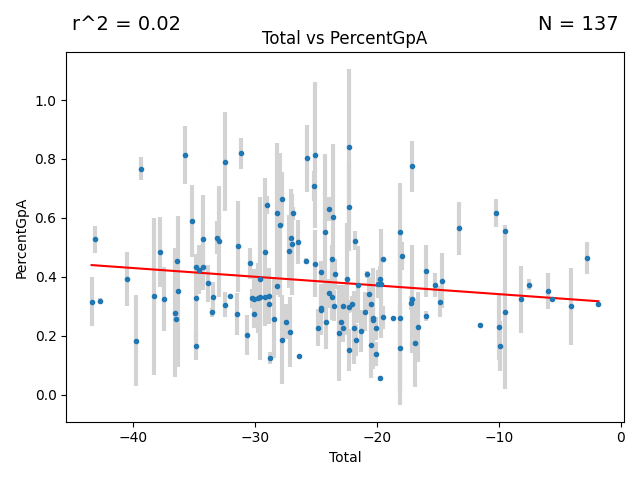 r^2 = 0.02
N = 137
Total vs PercentGpA
1.0
0.8
0.6
0.4
0.2
0.0
PercentGpA
−40
−30
−20
−10
0
Total